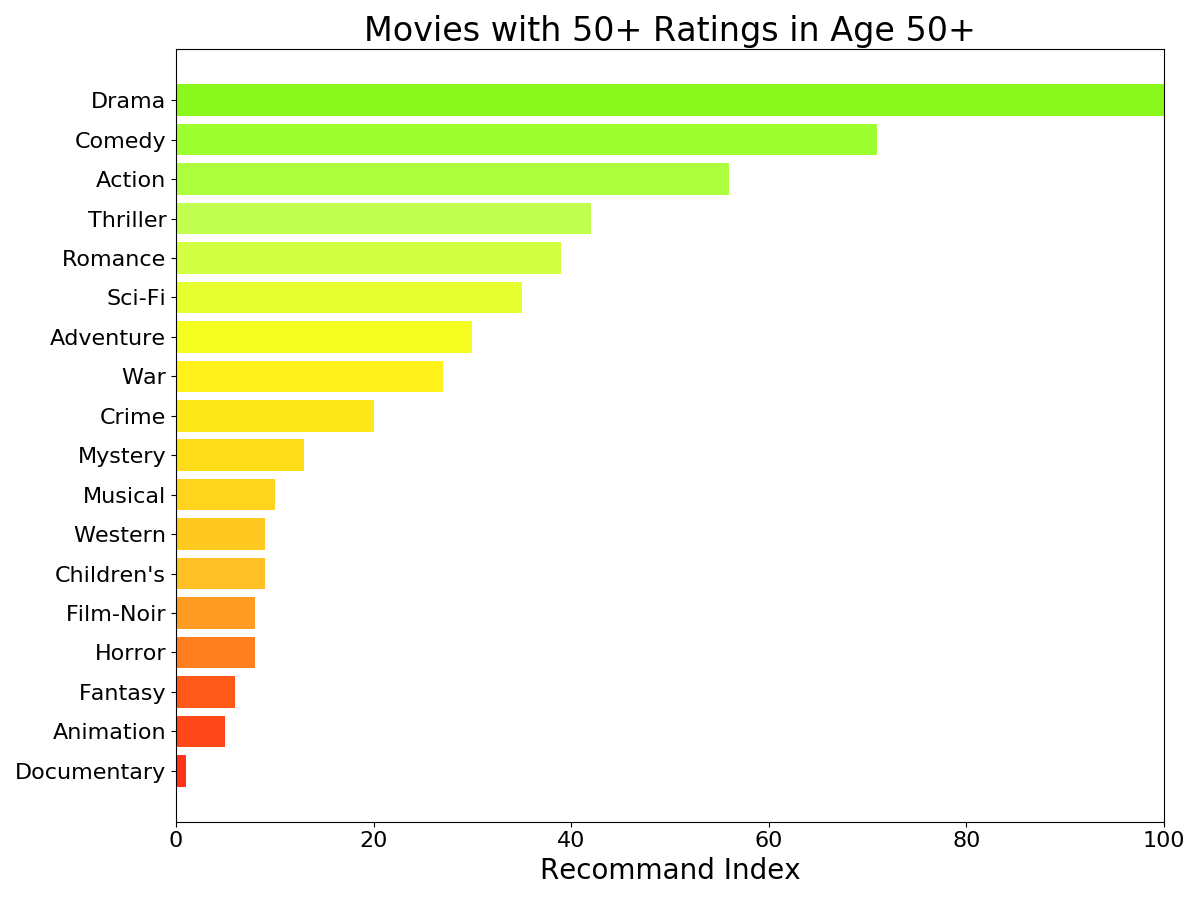 Movies with 50+ Ratings in Age 50+
Drama
Comedy
Action
Thriller
Romance
Sci-Fi
Adventure
War
Crime
Mystery
Musical
Western
Children's
Film-Noir
Horror
Fantasy
Animation
Documentary
0 20 40 60 80 100
Recommand Index